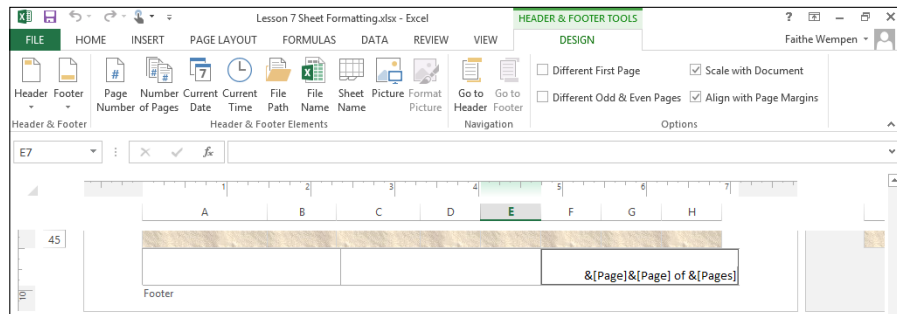 Lesson 7 Sheet Formatting.xlsx - Excel
HEADER & FOOTER TOOLS
?
FILE HOME INSERT PAGE LAYOUT FORMULAS DATA REVIEW VIEW DESIGN Faithe Wempen
Header Footer Page Number Current Current File File Sheet Picture Format Go to Go to
Number of Pages Date Time Path Name Name Picture Header Footer
Different First Page Scale with Document
Different Odd & Even Pages Align with Page Margins
Header & Footer Header & Footer Elements Navigation Options
E7 fx
1 2 3 4 5 6 7
A B C D E F G H
45
&[Page]&[Page] of &[Pages]
Footer
10